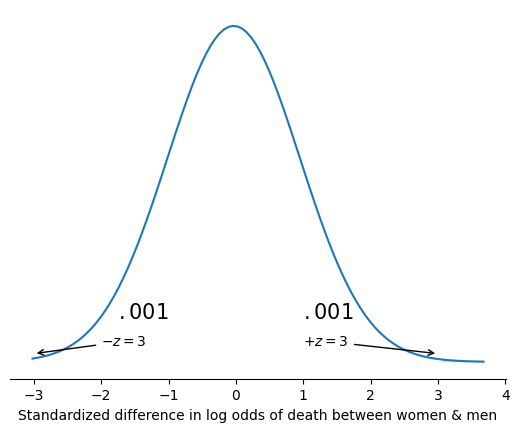 .001 .001
−z = 3 +z = 3
−3 −2 −1 0 1 2 3 4
Standardized difference in log odds of death between women & men